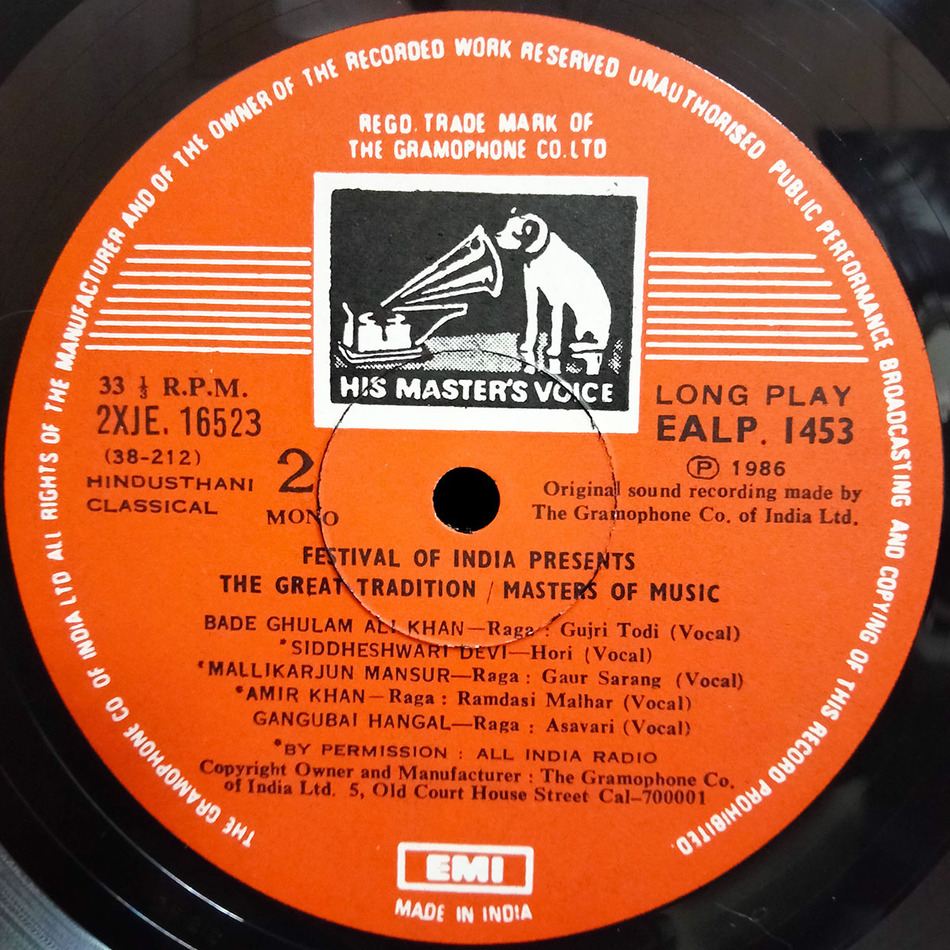 THE GRAMOPHONE CO OF INDIA LTD ALL RIGHTS OF THE MANUFACTURER AND OF THE OWNER OF THE RECORDED WORK RESERVED UNAUTHORISED PUBLIC PERFORMANCE BROADCASTING AND COPYING OF THIS RECORD PROHIBITED.
REGD. TRADE MARK OF
THE GRAMOPHONE CO. LTD
HIS MASTER'S VOICE
33 ⅓ R.P.M.
2XJE. 16523
(38-212)
HINDUSTHANI
CLASSICAL
2
MONO
LONG PLAY
EALP. 1453
Ⓟ 1986
Original sound recording made by
The Gramophone Co. of India Ltd.
FESTIVAL OF INDIA PRESENTS
THE GREAT TRADITION / MASTERS OF MUSIC
BADE GHULAM ALI KHAN—Raga : Gujri Todi (Vocal)
*SIDDHESHWARI DEVI—Hori (Vocal)
*MALLIKARJUN MANSUR—Raga : Gaur Sarang (Vocal)
*AMIR KHAN—Raga : Ramdasi Malhar (Vocal)
GANGUBAI HANGAL—Raga : Asavari (Vocal)
*BY PERMISSION : ALL INDIA RADIO
Copyright Owner and Manufacturer : The Gramophone Co.
of India Ltd. 5, Old Court House Street Cal-700001
EMI
MADE IN INDIA